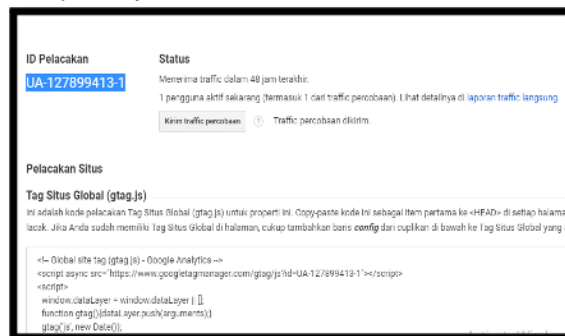 ID Pelacakan
Status
UA-127899413-1
Menerima traffic dalam 48 jam terakhir.
1 pengguna aktif sekarang (termasuk 1 dari traffic percobaan). Lihat detailnya di laporan traffic langsung.
Kirim traffic percobaan
Traffic percobaan dikirim.
Pelacakan Situs
Tag Situs Global (gtag.js)
Ini adalah kode pelacakan Tag Situs Global (gtag.js) untuk properti ini. Copy-paste kode ini sebagai item pertama ke <HEAD> di setiap halama
lacak. Jika Anda sudah memiliki Tag Situs Global di halaman, cukup tambahkan baris config dari cuplikan di bawah ke Tag Situs Global yang
<!-- Global site tag (gtag.js) - Google Analytics -->
<script async src="https://www.googletagmanager.com/gtag/js?id=UA-127899413-1"></script>
<script>
window.dataLayer = window.dataLayer || [];
function gtag(){dataLayer.push(arguments);}
gtag('js', new Date());